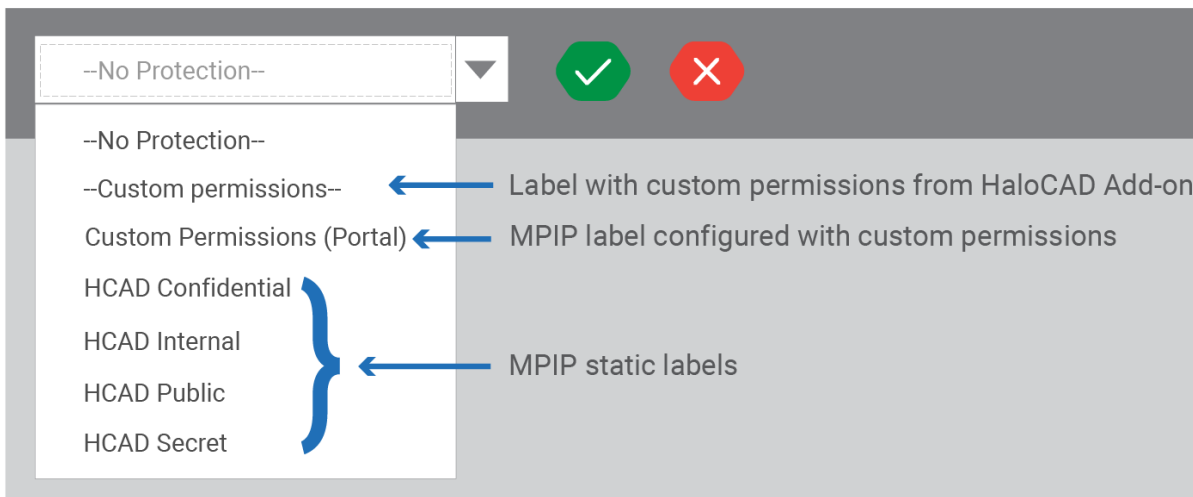 --No Protection--
--No Protection--
--Custom permissions--
Label with custom permissions from HaloCAD Add-on
Custom Permissions (Portal)
MPIP label configured with custom permissions
HCAD Confidential
HCAD Internal
MPIP static labels
HCAD Public
HCAD Secret